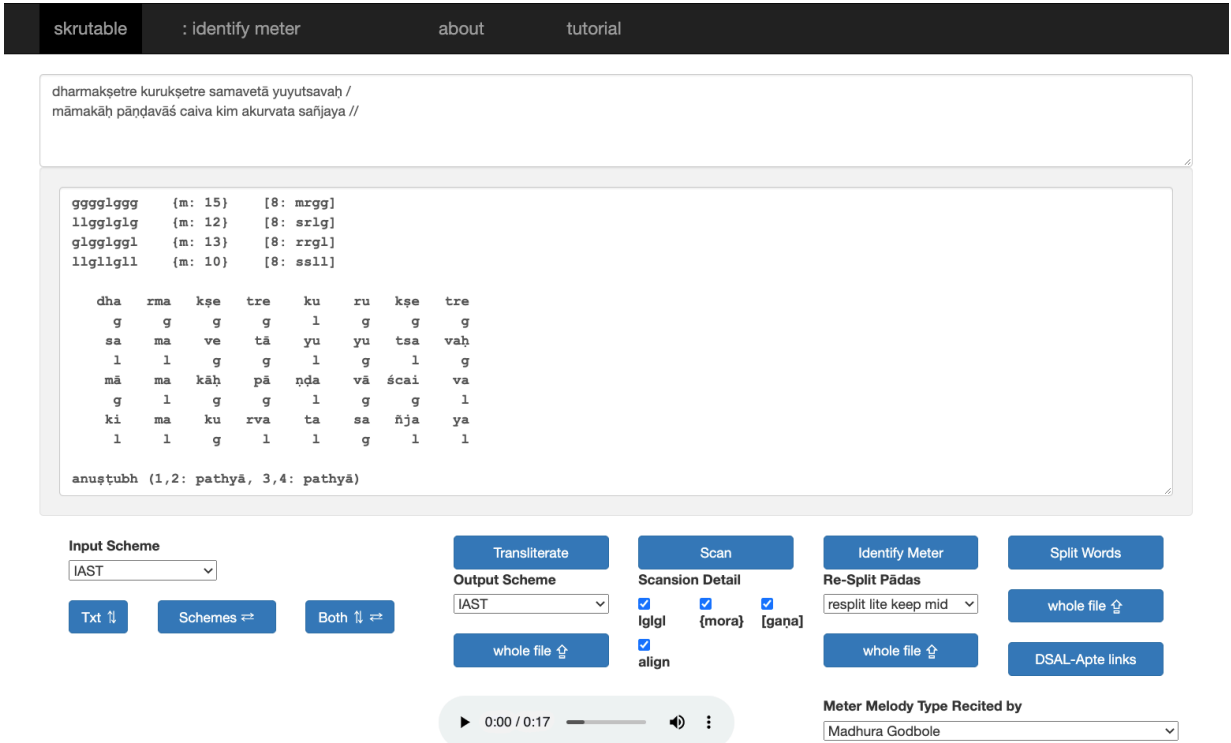 skrutable : identify meter about tutorial
dharmakṣetre kurukṣetre samavetā yuyutsavaḥ /
māmakāḥ pāṇḍavāś caiva kim akurvata sañjaya //
gggglggg {m: 15} [8: mrgg]
llgglglg {m: 12} [8: srlg]
glgglggl {m: 13} [8: rrgl]
llgllgll {m: 10} [8: ssll]
dha rma kṣe tre ku ru kṣe tre
g g g g l g g g
sa ma ve tā yu yu tsa vaḥ
l l g g l g l g
mā ma kāḥ pā ṇḍa vā ścai va
g l g g l g g l
ki ma ku rva ta sa ñja ya
l l g l l g l l
anuṣṭubh (1,2: pathyā, 3,4: pathyā)
Input Scheme
IAST
Txt ⇅ Schemes ⇄ Both ⇅ ⇄
Transliterate Scan Identify Meter Split Words
Output Scheme Scansion Detail Re-Split Pādas
IAST lglgl {mora} [gaṇa] resplit lite keep mid whole file ⇪
whole file ⇪ align whole file ⇪ DSAL-Apte links
0:00 / 0:17
Meter Melody Type Recited by
Madhura Godbole